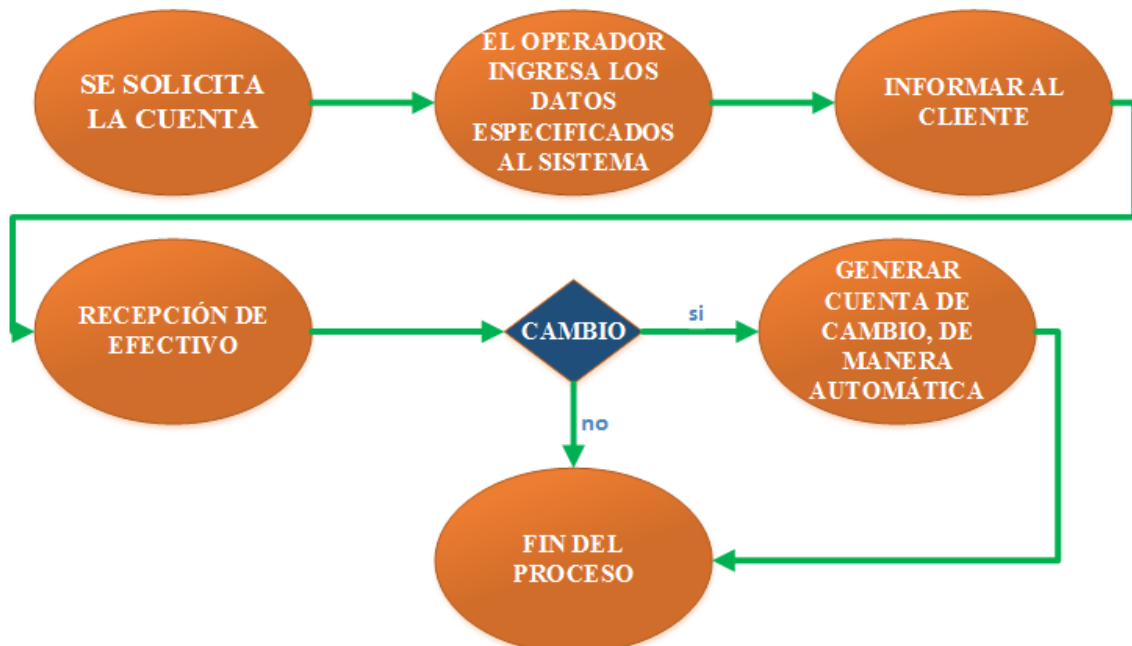 SE SOLICITA
LA CUENTA
EL OPERADOR
INGRESA LOS
DATOS
ESPECIFICADOS
AL SISTEMA
INFORMAR AL
CLIENTE
RECEPCIÓN DE
EFECTIVO
CAMBIO
si
GENERAR
CUENTA DE
CAMBIO, DE
MANERA
AUTOMÁTICA
no
FIN DEL
PROCESO